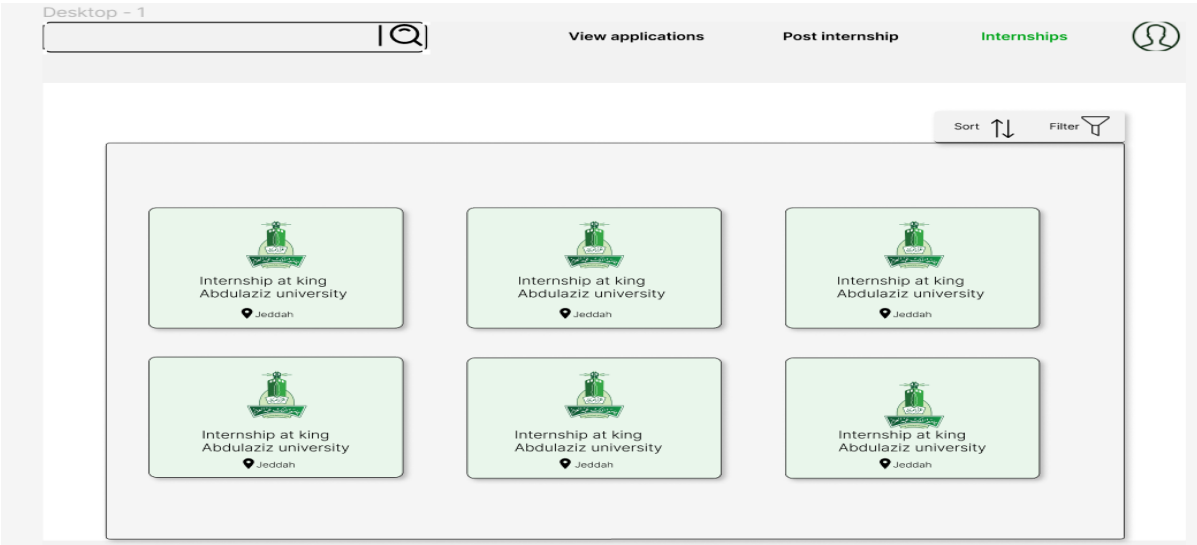 Desktop - 1
View applications
Post internship
Internships
Sort
Filter
Internship at king
Abdulaziz university
Jeddah
Internship at king
Abdulaziz university
Jeddah
Internship at king
Abdulaziz university
Jeddah
Internship at king
Abdulaziz university
Jeddah
Internship at king
Abdulaziz university
Jeddah
Internship at king
Abdulaziz university
Jeddah